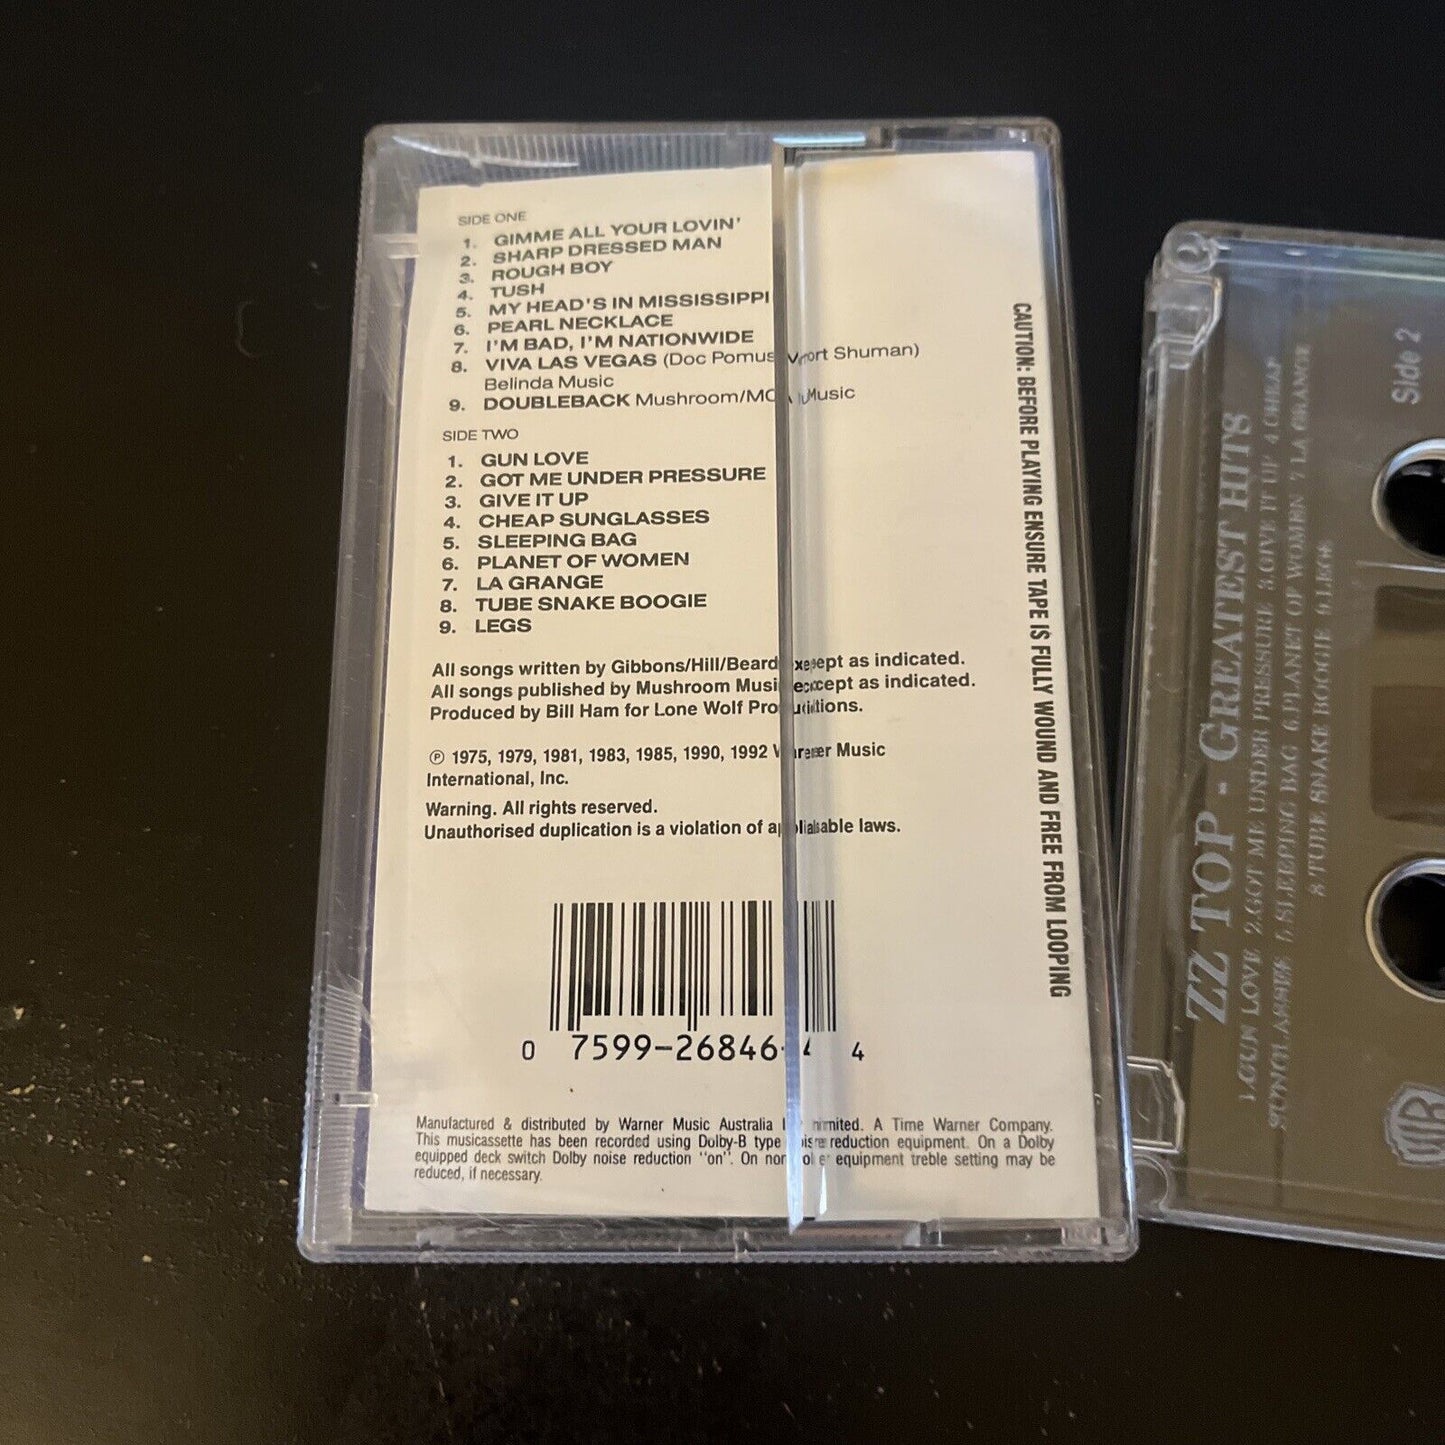 SIDE ONE
1. GIMME ALL YOUR LOVIN'
2. SHARP DRESSED MAN
3. ROUGH BOY
4. TUSH
5. MY HEAD'S IN MISSISSIPPI
6. PEARL NECKLACE
7. I'M BAD, I'M NATIONWIDE
8. VIVA LAS VEGAS (Doc Pomus/Mort Shuman)
Belinda Music
9. DOUBLEBACK Mushroom/MCA Music
SIDE TWO
1. GUN LOVE
2. GOT ME UNDER PRESSURE
3. GIVE IT UP
4. CHEAP SUNGLASSES
5. SLEEPING BAG
6. PLANET OF WOMEN
7. LA GRANGE
8. TUBE SNAKE BOOGIE
9. LEGS
All songs written by Gibbons/Hill/Beard except as indicated.
All songs published by Mushroom Music except as indicated.
Produced by Bill Ham for Lone Wolf Productions.
℗ 1975, 1979, 1981, 1983, 1985, 1990, 1992 Warner Music
International, Inc.
Warning. All rights reserved.
Unauthorised duplication is a violation of applicable laws.
0 7599-26846-4 4
Manufactured & distributed by Warner Music Australia Limited. A Time Warner Company.
This musicassette has been recorded using Dolby-B type noise reduction equipment. On a Dolby
equipped deck switch Dolby noise reduction "on". On non Dolby equipment treble setting may be
reduced, if necessary.
CAUTION: BEFORE PLAYING ENSURE TAPE IS FULLY WOUND AND FREE FROM LOOPING
ZZ TOP - GREATEST HITS
1.GUN LOVE 2.GOT ME UNDER PRESSURE 3.GIVE IT UP 4.CHEAP
SUNGLASSES 5.SLEEPING BAG 6.PLANET OF WOMEN 7.LA GRANGE
8 TUBE SNAKE BOOGIE 9.LEGS
Side 2
WB